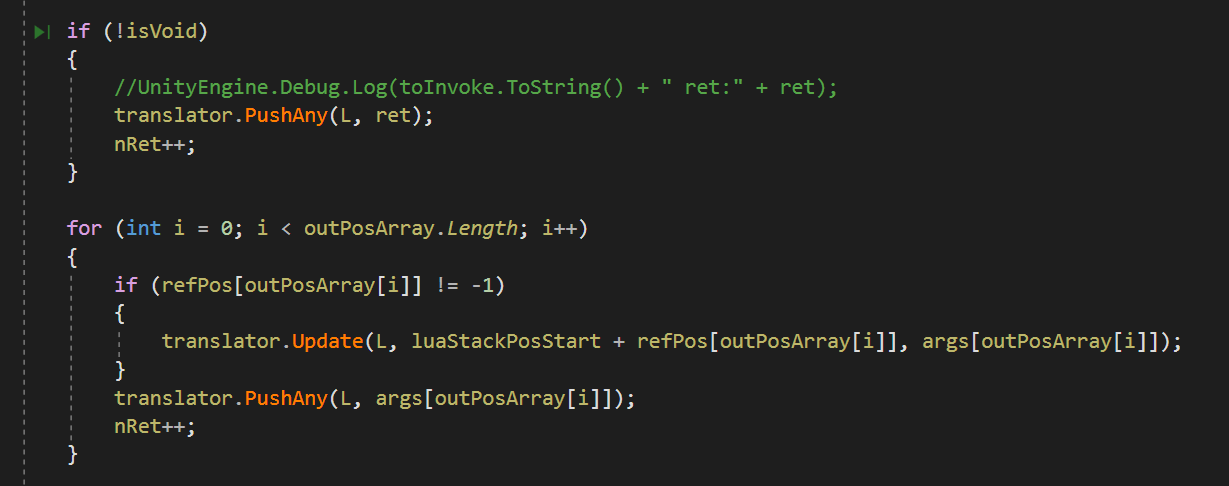 if (!isVoid)
{
//UnityEngine.Debug.Log(toInvoke.ToString() + " ret:" + ret);
translator.PushAny(L, ret);
nRet++;
}
for (int i = 0; i < outPosArray.Length; i++)
{
if (refPos[outPosArray[i]] != -1)
{
translator.Update(L, luaStackPosStart + refPos[outPosArray[i]], args[outPosArray[i]]);
}
translator.PushAny(L, args[outPosArray[i]]);
nRet++;
}